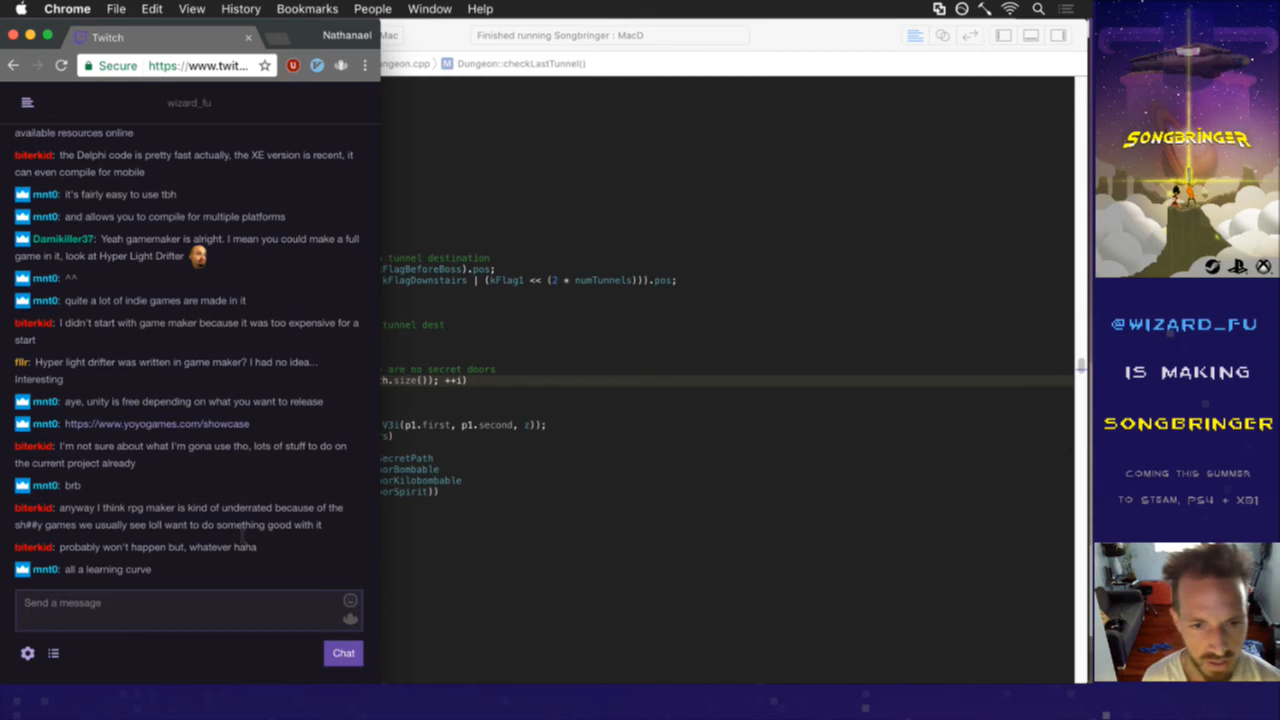 Chrome File Edit View History Bookmarks People Window Help
Twitch
Nathanael
Mac
Finished running Songbringer : MacD
Secure https://www.twit...
ngeon.cpp M Dungeon::checkLastTunnel()
wizard_fu
available resources online
biterkid: the Delphi code is pretty fast actually, the XE version is recent, it
can even compile for mobile
mnt0: it's fairly easy to use tbh
mnt0: and allows you to compile for multiple platforms
Damikiller37: Yeah gamemaker is alright. I mean you could make a full
game in it, look at Hyper Light Drifter
mnt0: ^^
mnt0: quite a lot of indie games are made in it
biterkid: I didn't start with game maker because it was too expensive for a
start
fllr: Hyper light drifter was written in game maker? I had no idea...
Interesting
mnt0: aye, unity is free depending on what you want to release
mnt0: https://www.yoyogames.com/showcase
biterkid: I'm not sure about what I'm gona use tho, lots of stuff to do on
the current project already
mnt0: brb
biterkid: anyway I think rpg maker is kind of underrated because of the
sh##y games we usually see loll want to do something good with it
biterkid: probably won't happen but, whatever haha
mnt0: all a learning curve
Send a message
Chat
tunnel destination
kFlagBeforeBoss).pos;
kFlagDownstairs | (kFlag1 << (2 * numTunnels))).pos;
tunnel dest
are no secret doors
h.size()); ++i)
V3i(p1.first, p1.second, z));
rs)
SecretPath
oorBombable
oorKilobombable
oorSpirit))
SONGBRINGER
@WIZARD_FU
IS MAKING
SONGBRINGER
COMING THIS SUMMER
TO STEAM, PS4 + XB1